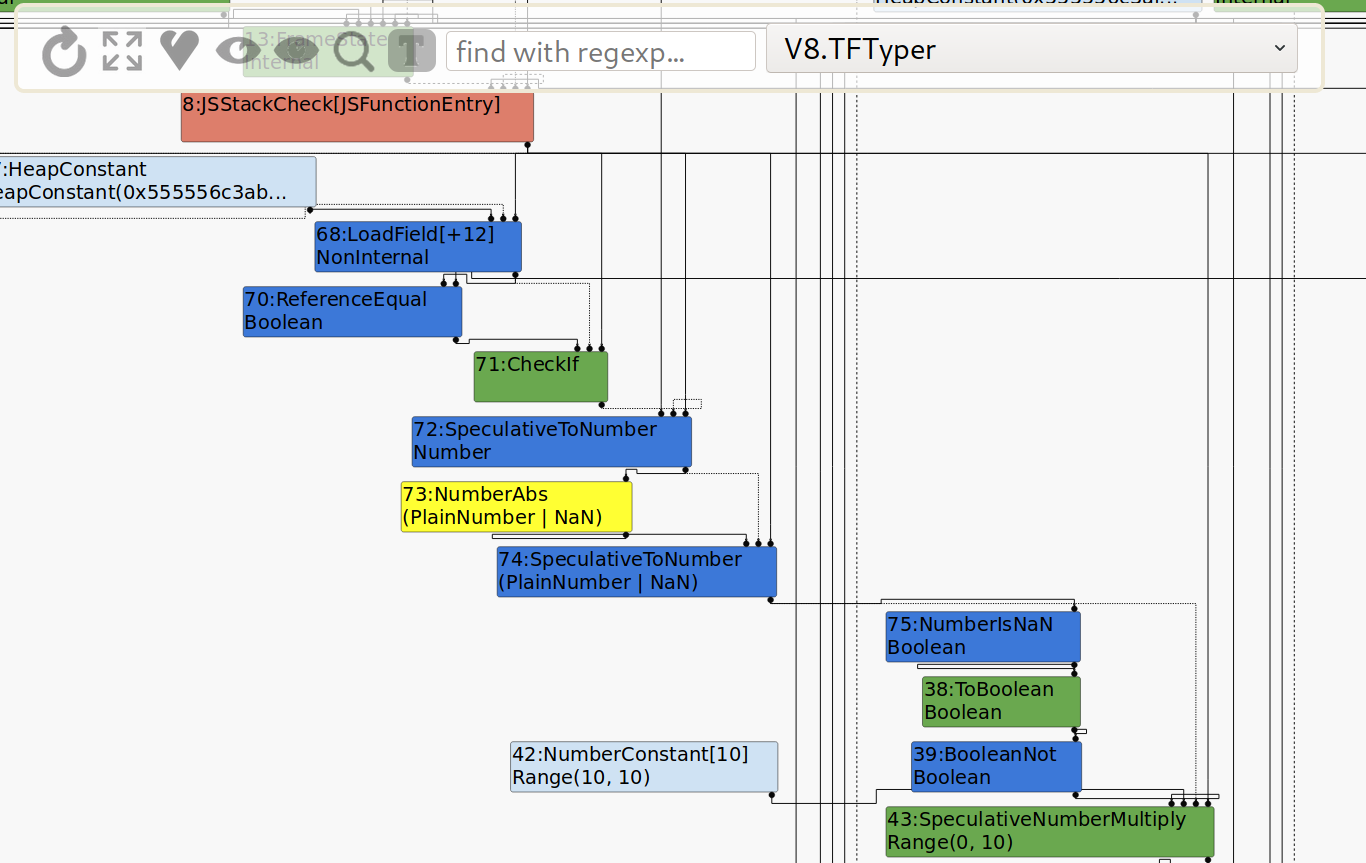 13:FrameState
Internal
T
find with regexp...
V8.TFTyper
8:JSStackCheck[JSFunctionEntry]
:HeapConstant
eapConstant(0x555556c3ab...
68:LoadField[+12]
NonInternal
70:ReferenceEqual
Boolean
71:CheckIf
72:SpeculativeToNumber
Number
73:NumberAbs
(PlainNumber | NaN)
74:SpeculativeToNumber
(PlainNumber | NaN)
75:NumberIsNaN
Boolean
38:ToBoolean
Boolean
42:NumberConstant[10]
Range(10, 10)
39:BooleanNot
Boolean
43:SpeculativeNumberMultiply
Range(0, 10)